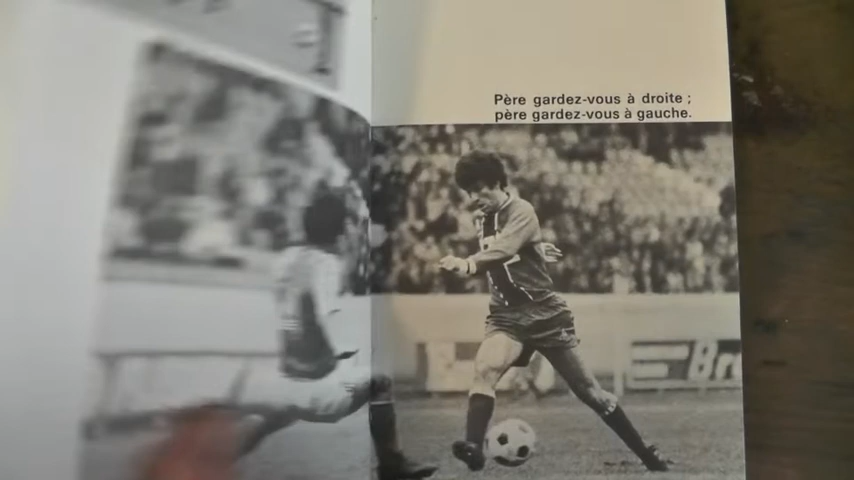 Père gardez-vous à droite ;
père gardez-vous à gauche.